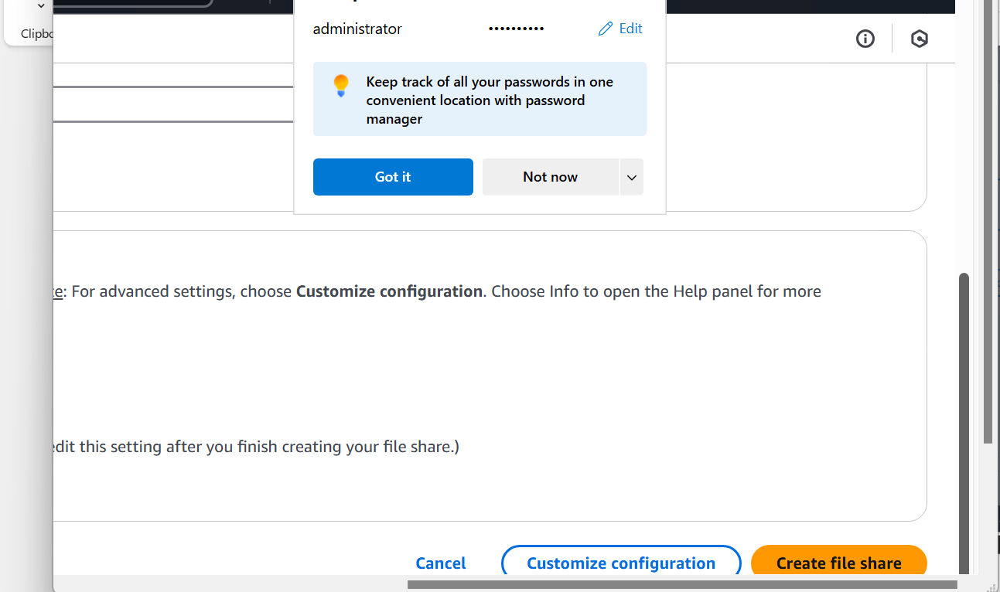 Clipbo
administrator •••••••••• Edit
Keep track of all your passwords in one
convenient location with password
manager
Got it
Not now
re: For advanced settings, choose Customize configuration. Choose Info to open the Help panel for more
edit this setting after you finish creating your file share.)
Cancel
Customize configuration
Create file share